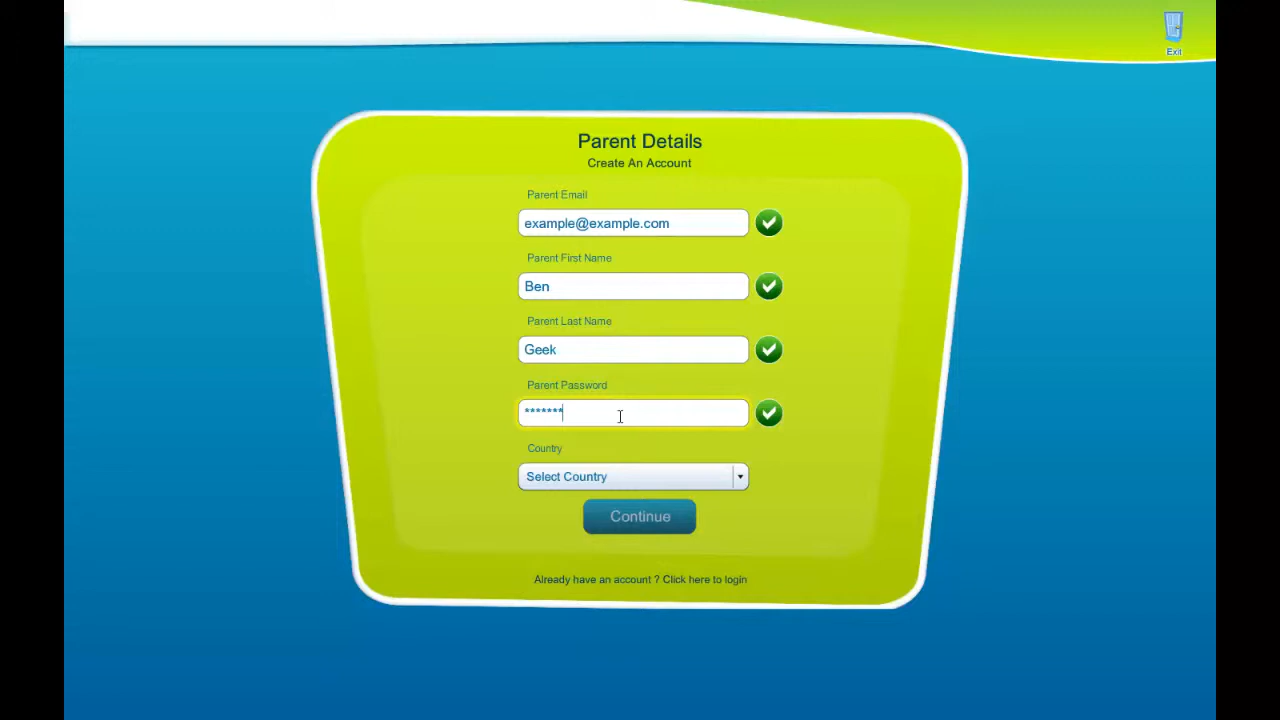 Exit
Parent Details
Create An Account
Parent Email
example@example.com
Parent First Name
Ben
Parent Last Name
Geek
Parent Password
*******
Country
Select Country
Continue
Already have an account ? Click here to login